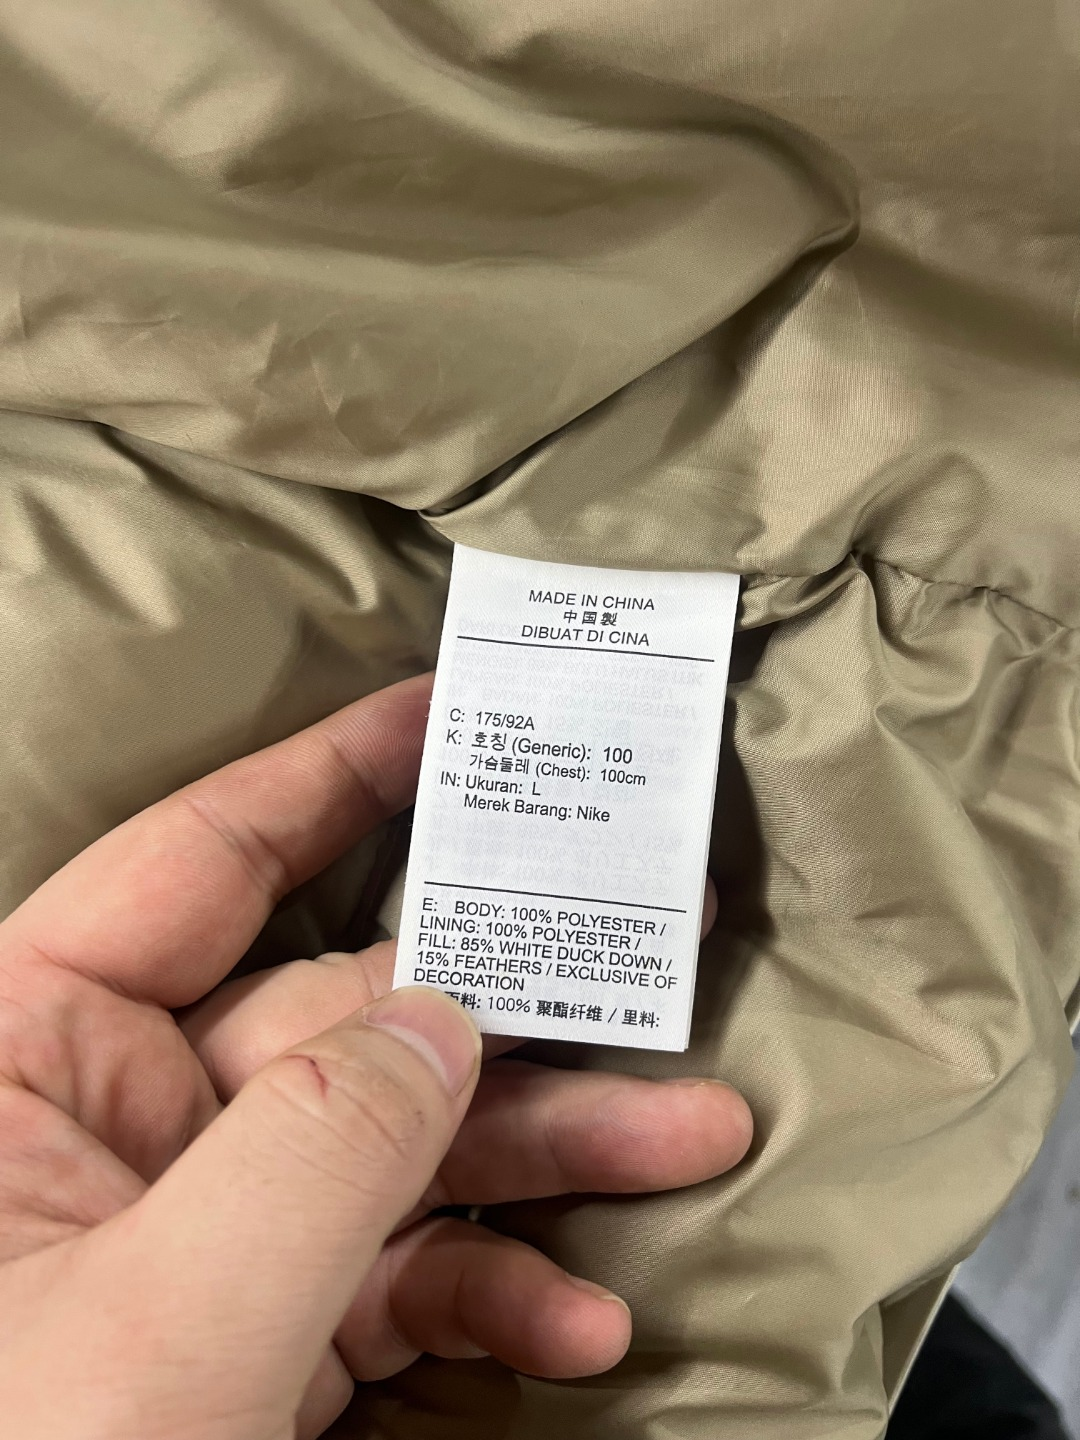 MADE IN CHINA
中国製
DIBUAT DI CINA
C: 175/92A
K: 호칭 (Generic): 100
가슴둘레 (Chest): 100cm
IN: Ukuran: L
Merek Barang: Nike
E: BODY: 100% POLYESTER /
LINING: 100% POLYESTER /
FILL: 85% WHITE DUCK DOWN /
15% FEATHERS / EXCLUSIVE OF
DECORATION
面料: 100% 聚酯纤维 / 里料: